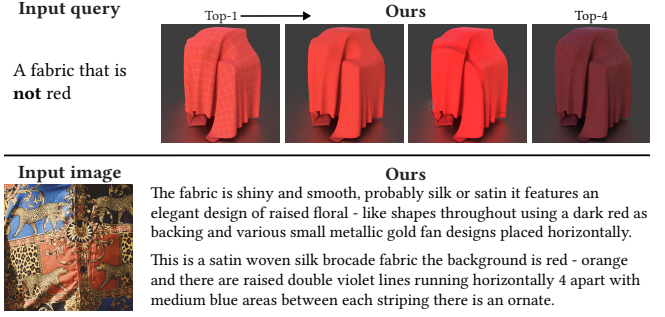 Input query
Top-1
Ours
Top-4
A fabric that is
not red
Input image
Ours
The fabric is shiny and smooth, probably silk or satin it features an
elegant design of raised floral - like shapes throughout using a dark red as
backing and various small metallic gold fan designs placed horizontally.
This is a satin woven silk brocade fabric the background is red - orange
and there are raised double violet lines running horizontally 4 apart with
medium blue areas between each striping there is an ornate.